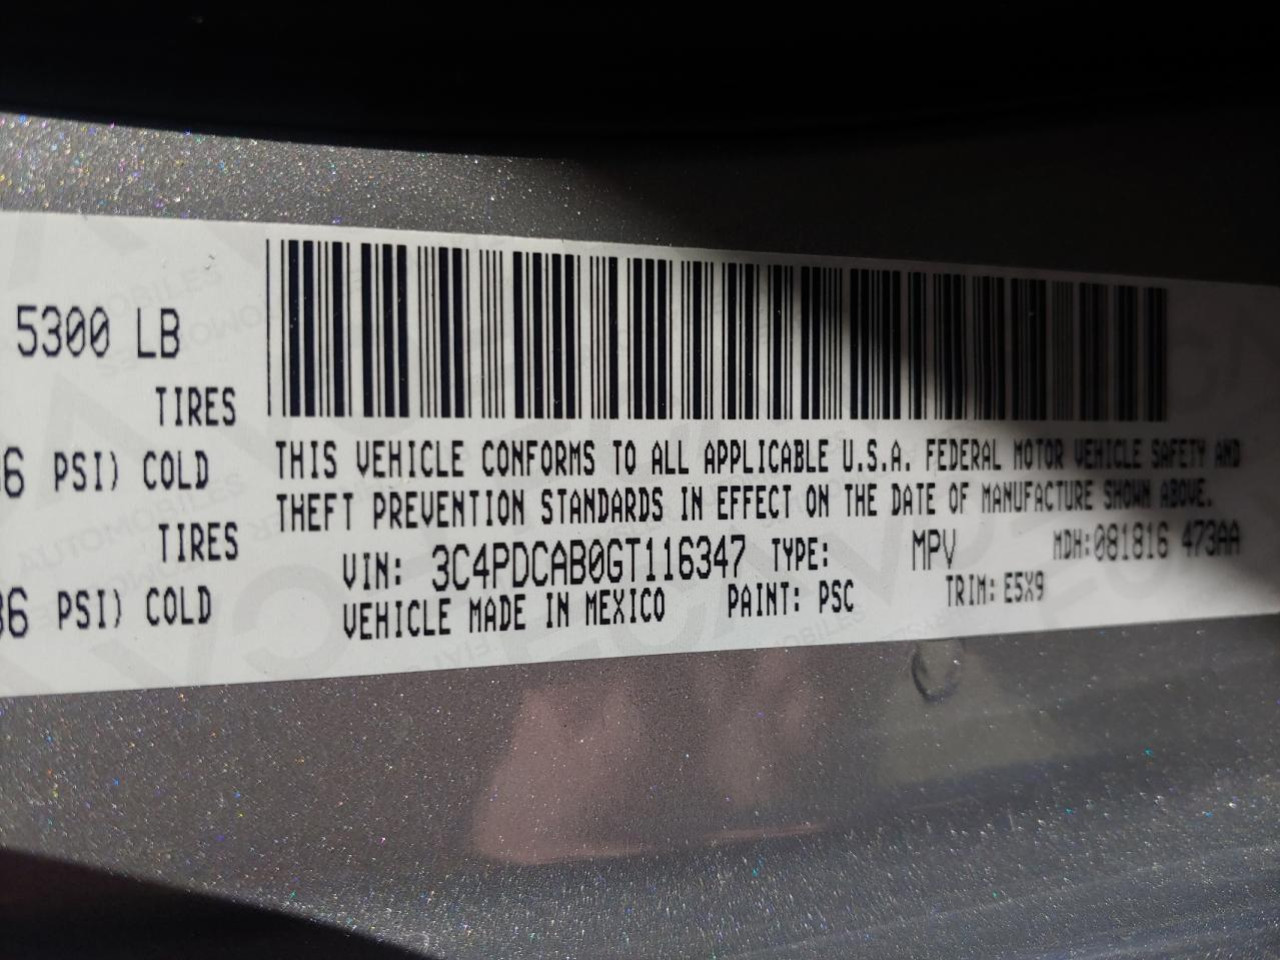 5300 LB
TIRES
6 PSI) COLD
TIRES
36 PSI) COLD
THIS VEHICLE CONFORMS TO ALL APPLICABLE U.S.A. FEDERAL MOTOR VEHICLE SAFETY AND
THEFT PREVENTION STANDARDS IN EFFECT ON THE DATE OF MANUFACTURE SHOWN ABOVE.
VIN: 3C4PDCAB0GT116347 TYPE: MPV MDH:081816 473AA
VEHICLE MADE IN MEXICO PAINT: PSC TRIM: E5X9